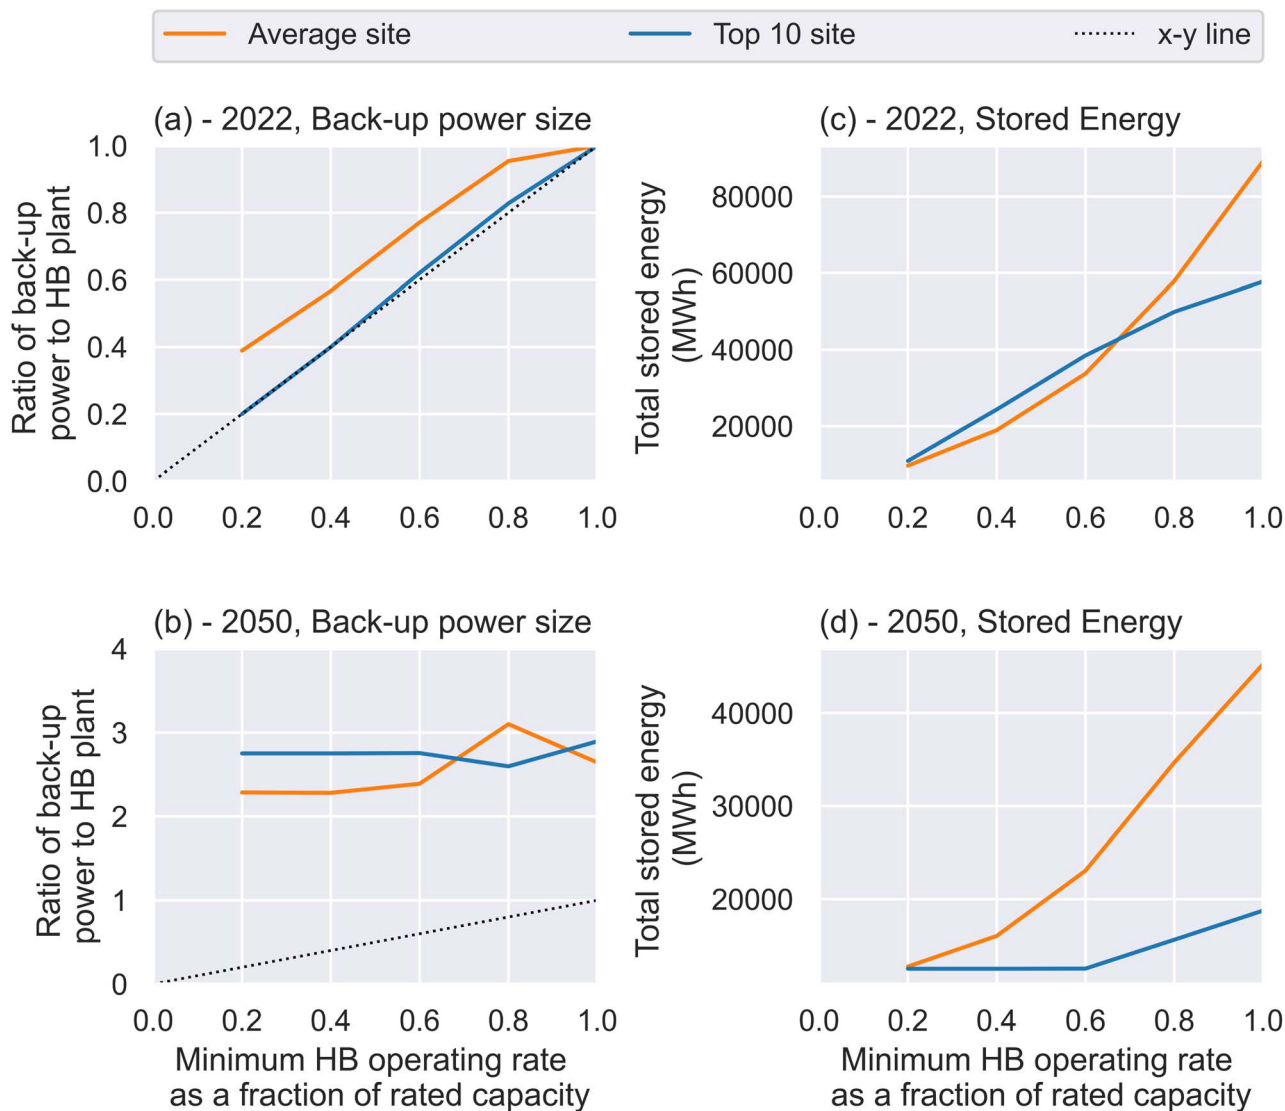 Average site
Top 10 site
x-y line
(a) - 2022, Back-up power size
Ratio of back-up
power to HB plant
1.0
0.8
0.6
0.4
0.2
0.0
0.0 0.2 0.4 0.6 0.8 1.0
(c) - 2022, Stored Energy
Total stored energy
(MWh)
80000
60000
40000
20000
0.0 0.2 0.4 0.6 0.8 1.0
(b) - 2050, Back-up power size
Ratio of back-up
power to HB plant
4
3
2
1
0
0.0 0.2 0.4 0.6 0.8 1.0
Minimum HB operating rate
as a fraction of rated capacity
(d) - 2050, Stored Energy
Total stored energy
(MWh)
40000
30000
20000
0.0 0.2 0.4 0.6 0.8 1.0
Minimum HB operating rate
as a fraction of rated capacity